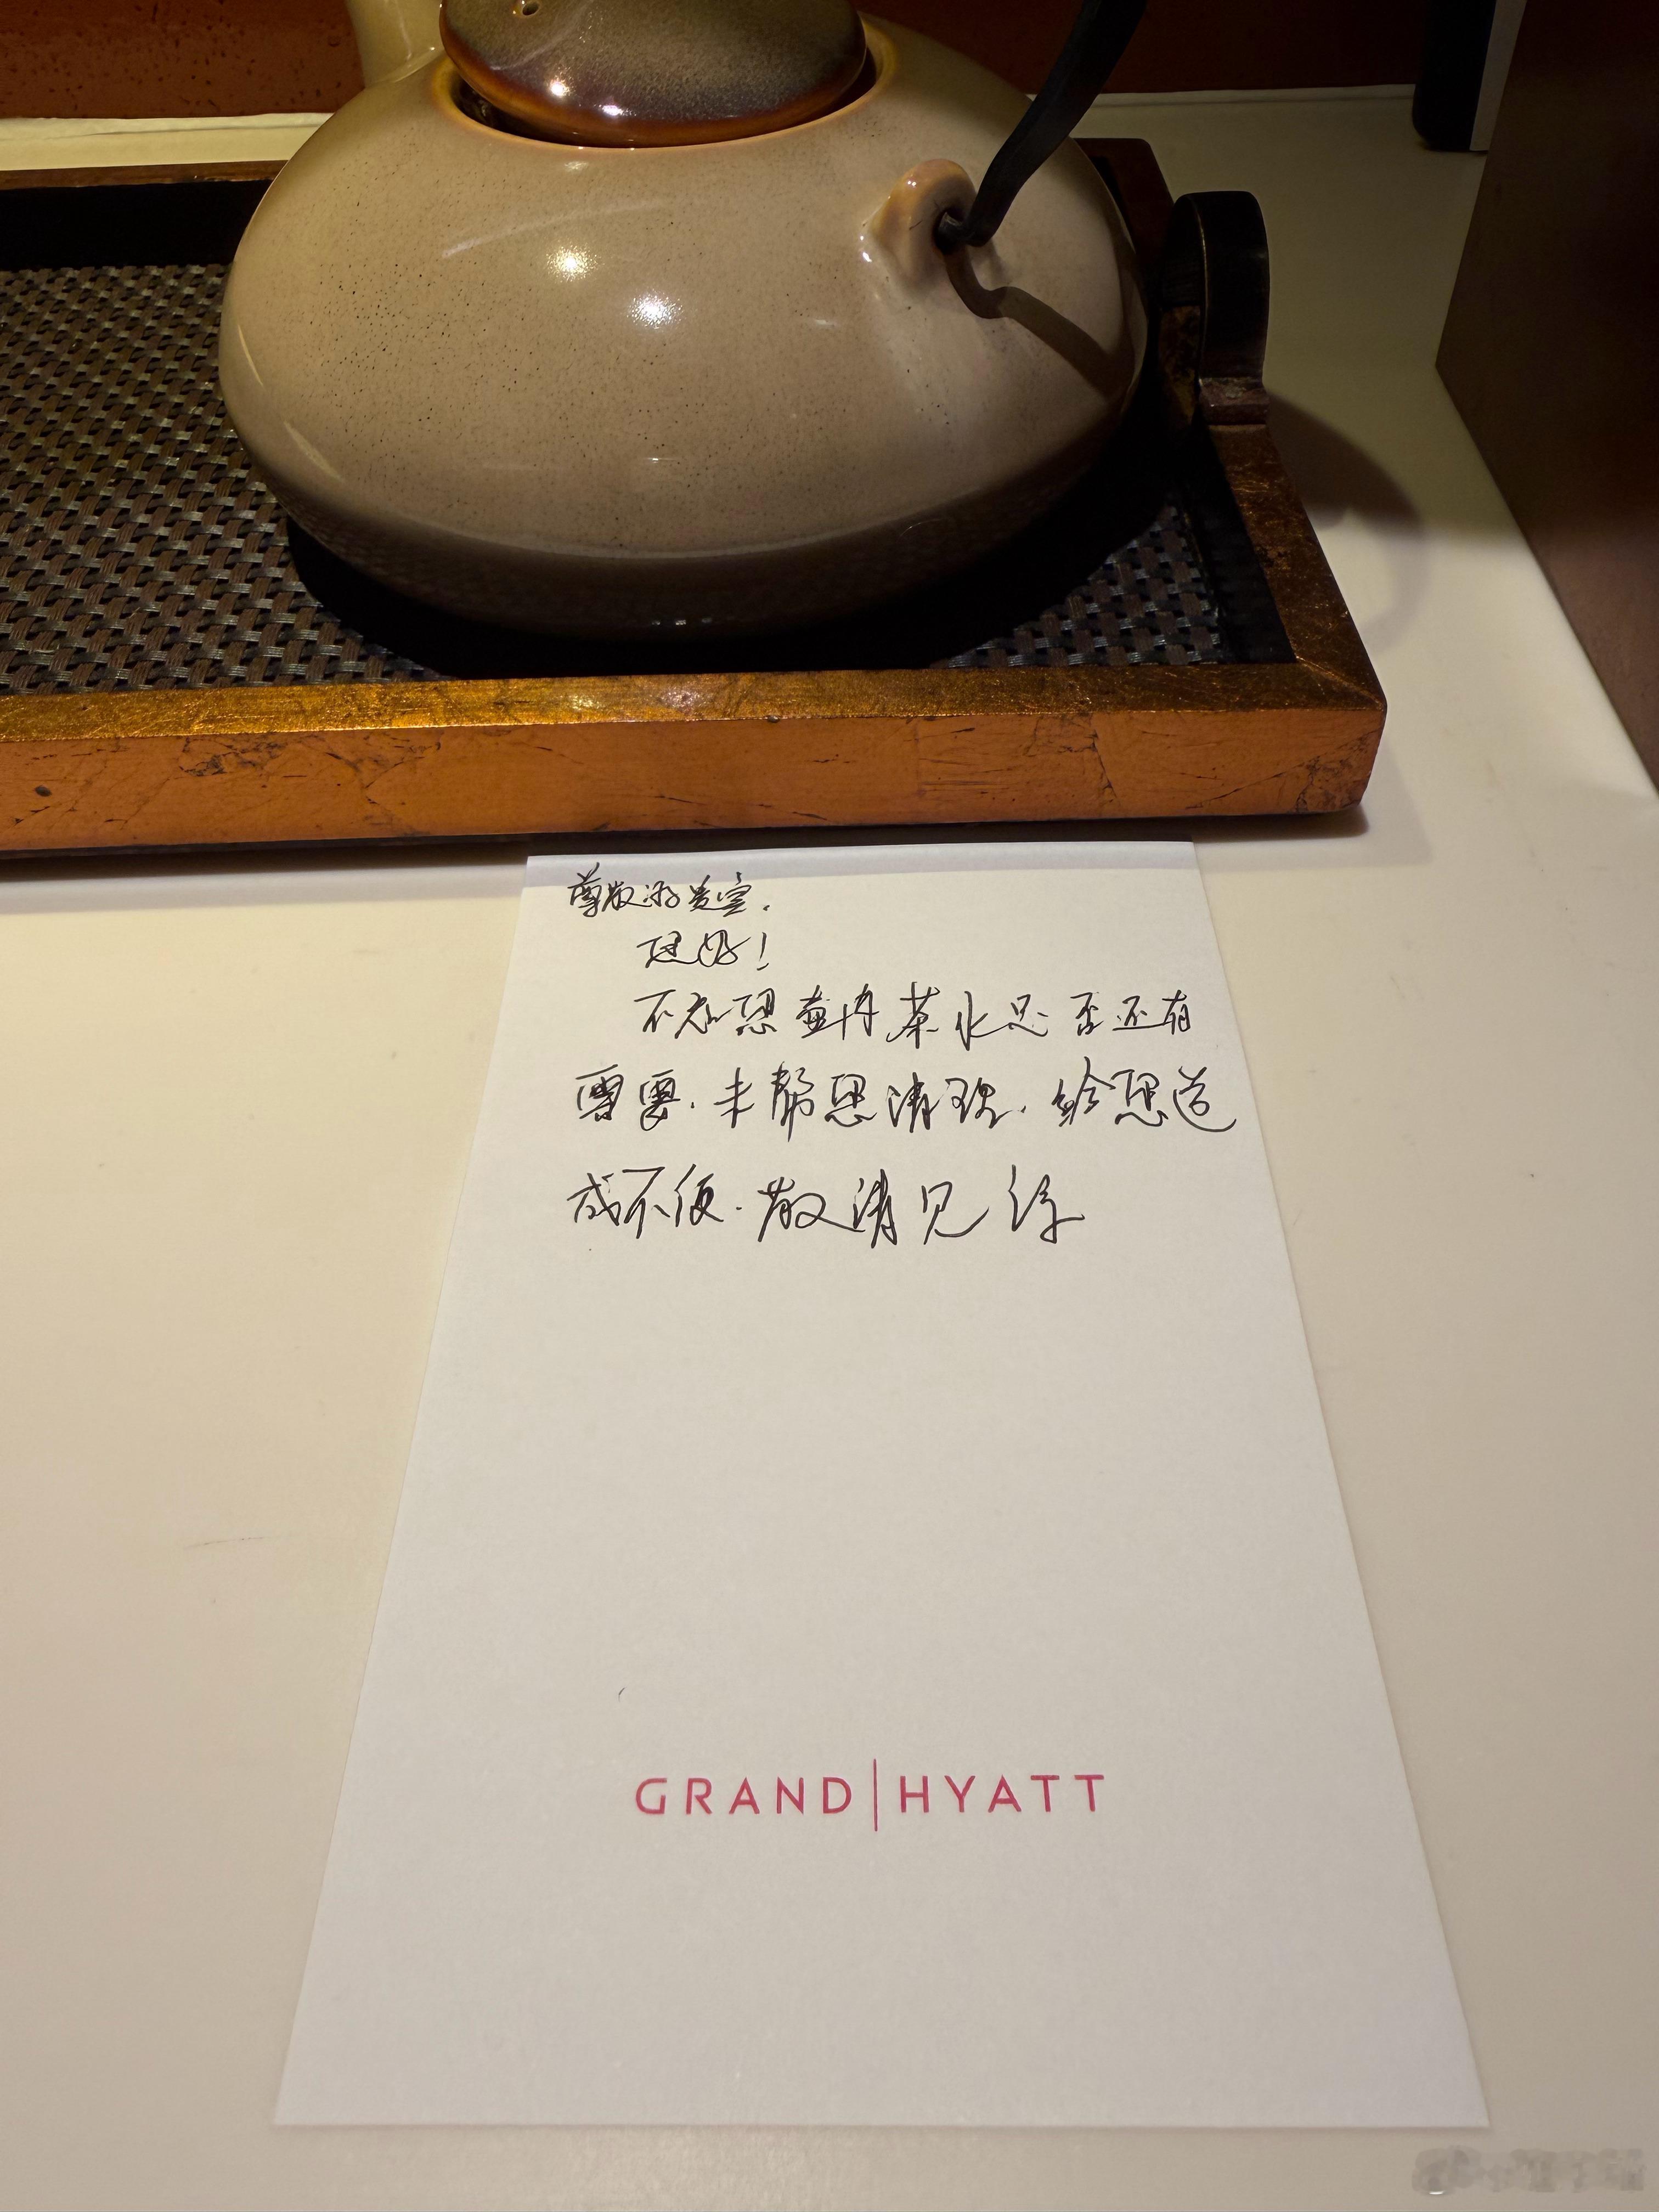 尊敬的贵宾，
您好！
不知您壶内茶水是否还有
需要，未帮您清理，给您造
成不便，敬请见谅
GRAND|HYATT